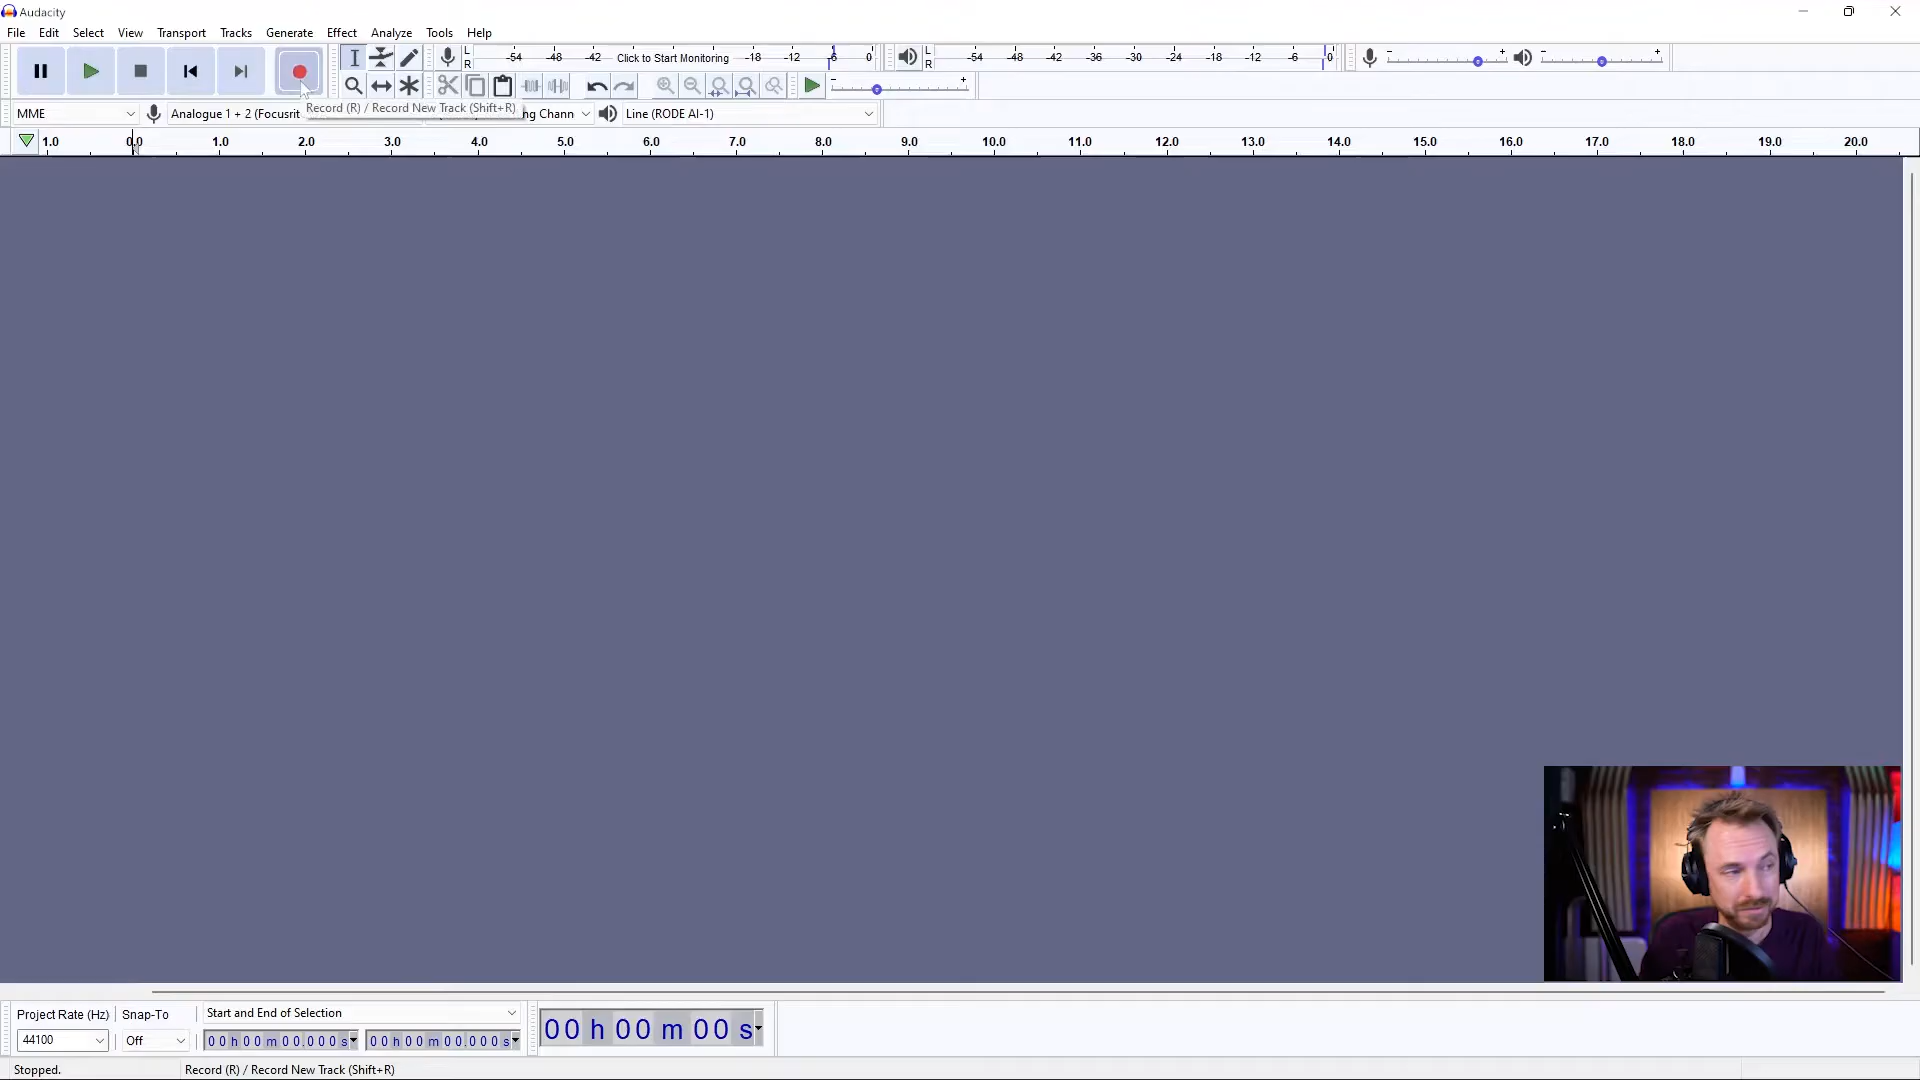 Audacity
File Edit Select View Transport Tracks Generate Effect Analyze Tools Help
L R -54 -48 -42 Click to Start Monitoring -18 -12 -6 0
L R -54 -48 -42 -36 -30 -24 -18 -12 -6 0
- + - +
- +
Record (R) / Record New Track (Shift+R)
MME Analogue 1 + 2 (Focusrit ng Chann Line (RODE AI-1)
1.0 0.0 1.0 2.0 3.0 4.0 5.0 6.0 7.0 8.0 9.0 10.0 11.0 12.0 13.0 14.0 15.0 16.0 17.0 18.0 19.0 20.0
Project Rate (Hz) Snap-To Start and End of Selection
44100 Off 00 h 00 m 00.000 s 00 h 00 m 00.000 s
00 h 00 m 00 s
Stopped. Record (R) / Record New Track (Shift+R)